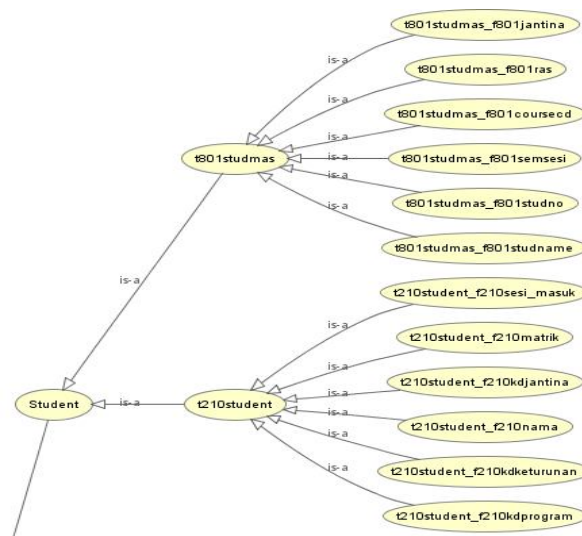 t801studmas_f801jantina
is-a
t801studmas_f801ras
is-a
t801studmas_f801coursecd
is-a
t801studmas
is-a
t801studmas_f801semsesi
is-a
t801studmas_f801studno
is-a
t801studmas_f801studname
is-a
t210student_f210sesi_masuk
is-a
t210student_f210matrik
is-a
t210student_f210kdjantina
Student
is-a
t210student
is-a
is-a
t210student_f210nama
is-a
t210student_f210kdketurunan
is-a
t210student_f210kdprogram